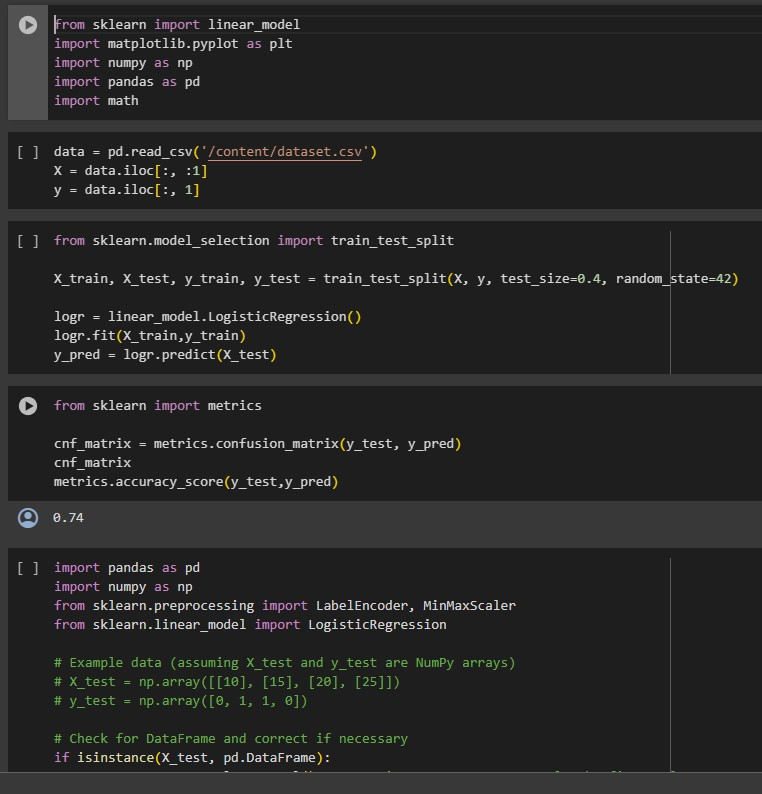 from sklearn import linear_model
import matplotlib.pyplot as plt
import numpy as np
import pandas as pd
import math
[ ] data = pd.read_csv('/content/dataset.csv')
X = data.iloc[:, :1]
y = data.iloc[:, 1]
[ ] from sklearn.model_selection import train_test_split
X_train, X_test, y_train, y_test = train_test_split(X, y, test_size=0.4, random_state=42)
logr = linear_model.LogisticRegression()
logr.fit(X_train,y_train)
y_pred = logr.predict(X_test)
from sklearn import metrics
cnf_matrix = metrics.confusion_matrix(y_test, y_pred)
cnf_matrix
metrics.accuracy_score(y_test,y_pred)
0.74
[ ] import pandas as pd
import numpy as np
from sklearn.preprocessing import LabelEncoder, MinMaxScaler
from sklearn.linear_model import LogisticRegression
# Example data (assuming X_test and y_test are NumPy arrays)
# X_test = np.array([[10], [15], [20], [25]])
# y_test = np.array([0, 1, 1, 0])
# Check for DataFrame and correct if necessary
if isinstance(X_test, pd.DataFrame):